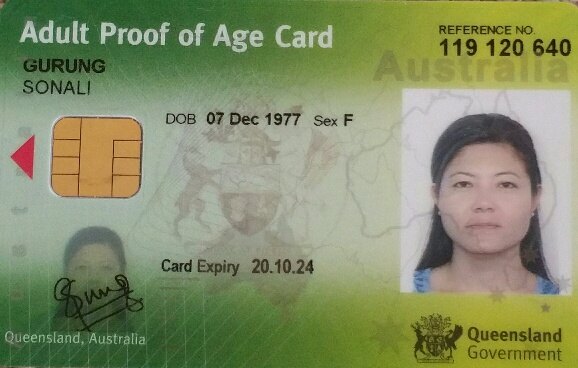 Adult Proof of Age Card
REFERENCE NO.
119 120 640
GURUNG
SONALI
Australia
DOB 07 Dec 1977 Sex F
Card Expiry 20.10.24
Queensland, Australia
Queensland
Government